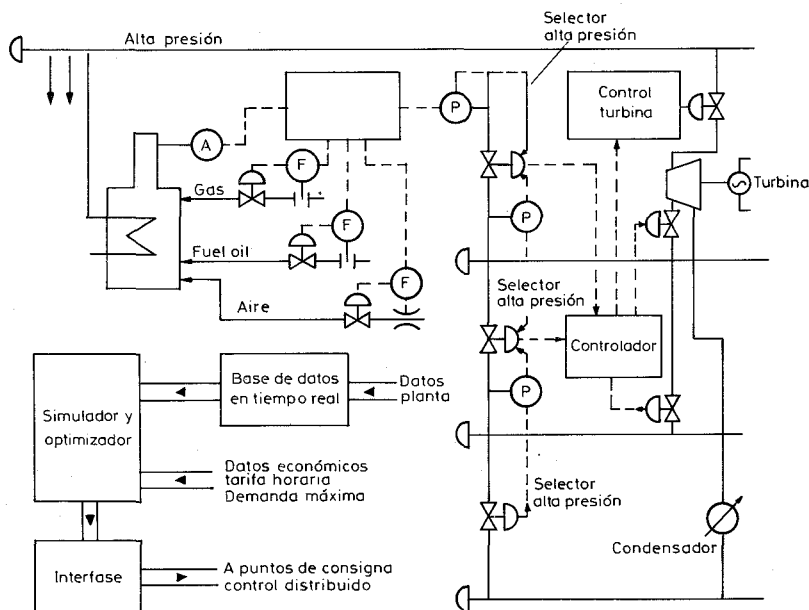 Alta presión
Selector
alta presión
Control
turbina
P
A
F
Gas
F
Fuel oil
F
Aire
Turbina
P
Selector
alta presión
Controlador
P
Base de datos
en tiempo real
Datos
planta
Simulador y
optimizador
Datos económicos
tarifa horaria
Demanda máxima
Selector
alta presión
Condensador
Interfase
A puntos de consigna
control distribuido